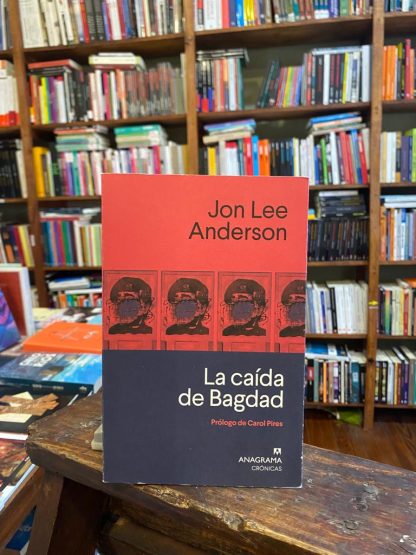 Jon Lee
Anderson
La caída
de Bagdad
Prólogo de Carol Pires
ANAGRAMA
CRÓNICAS